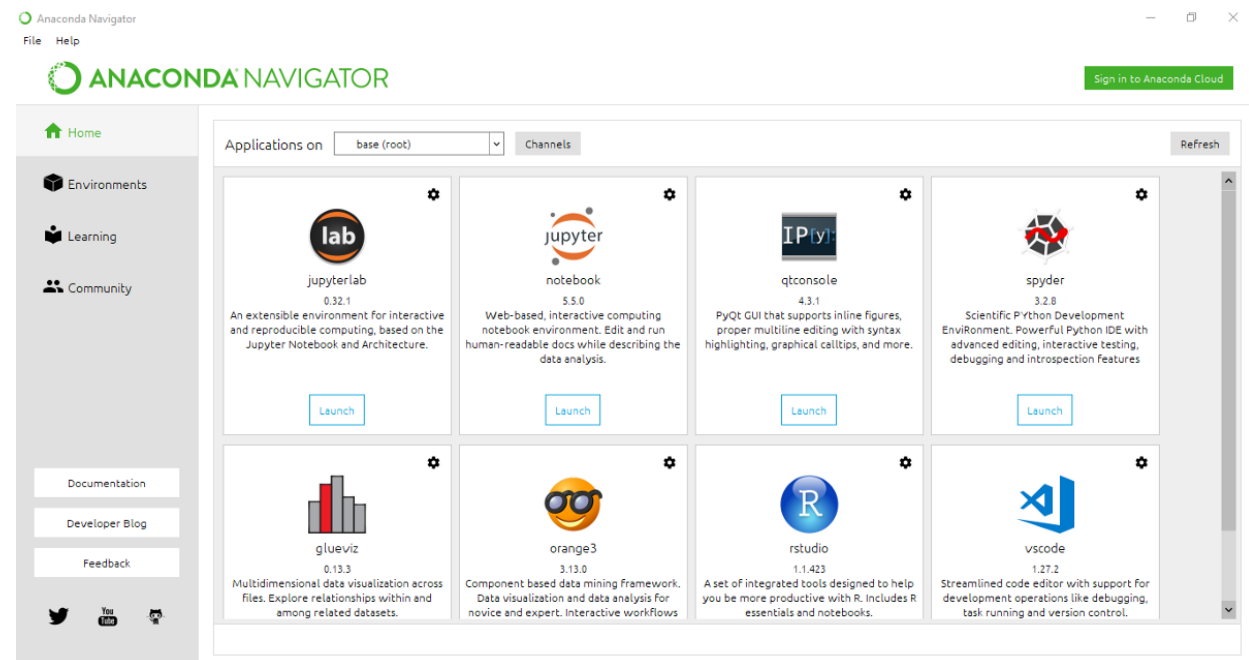 Anaconda Navigator
File Help
ANACONDA NAVIGATOR
Sign in to Anaconda Cloud
Home
Environments
Learning
Community
Documentation
Developer Blog
Feedback
You
Tube
Applications on base (root) Channels Refresh
lab
jupyterlab
0.32.1
An extensible environment for interactive
and reproducible computing, based on the
Jupyter Notebook and Architecture.
Launch
jupyter
notebook
5.5.0
Web-based, interactive computing
notebook environment. Edit and run
human-readable docs while describing the
data analysis.
Launch
IP[y]:
qtconsole
4.3.1
PyQt GUI that supports inline figures,
proper multiline editing with syntax
highlighting, graphical calltips, and more.
Launch
spyder
3.2.8
Scientific PYthon Development
EnviRonment. Powerful Python IDE with
advanced editing, interactive testing,
debugging and introspection features
Launch
glueviz
0.13.3
Multidimensional data visualization across
files. Explore relationships within and
among related datasets.
orange3
3.13.0
Component based data mining framework.
Data visualization and data analysis for
novice and expert. Interactive workflows
R
rstudio
1.1.423
A set of integrated tools designed to help
you be more productive with R. Includes R
essentials and notebooks.
vscode
1.27.2
Streamlined code editor with support for
development operations like debugging,
task running and version control.